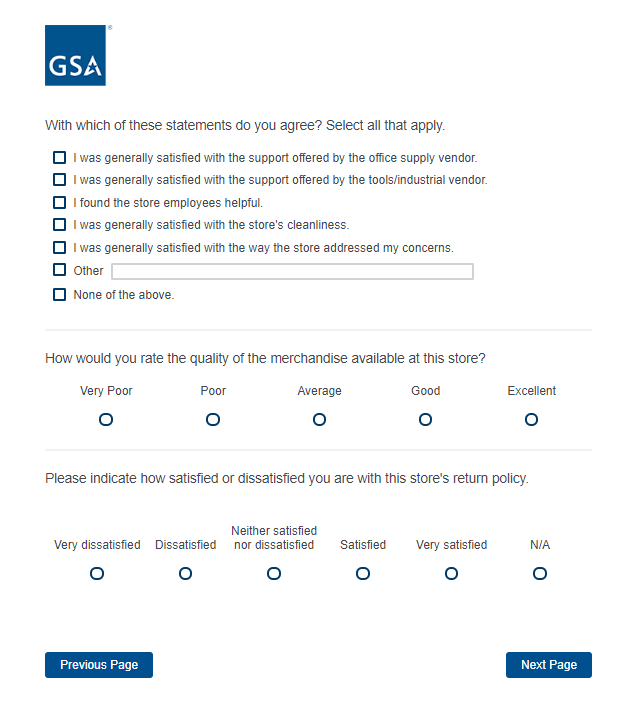 GSA®
With which of these statements do you agree? Select all that apply.
I was generally satisfied with the support offered by the office supply vendor.
I was generally satisfied with the support offered by the tools/industrial vendor.
I found the store employees helpful.
I was generally satisfied with the store's cleanliness.
I was generally satisfied with the way the store addressed my concerns.
Other
None of the above.
How would you rate the quality of the merchandise available at this store?
Very Poor Poor Average Good Excellent
Please indicate how satisfied or dissatisfied you are with this store's return policy.
Very dissatisfied Dissatisfied Neither satisfied nor dissatisfied Satisfied Very satisfied N/A
Previous Page Next Page